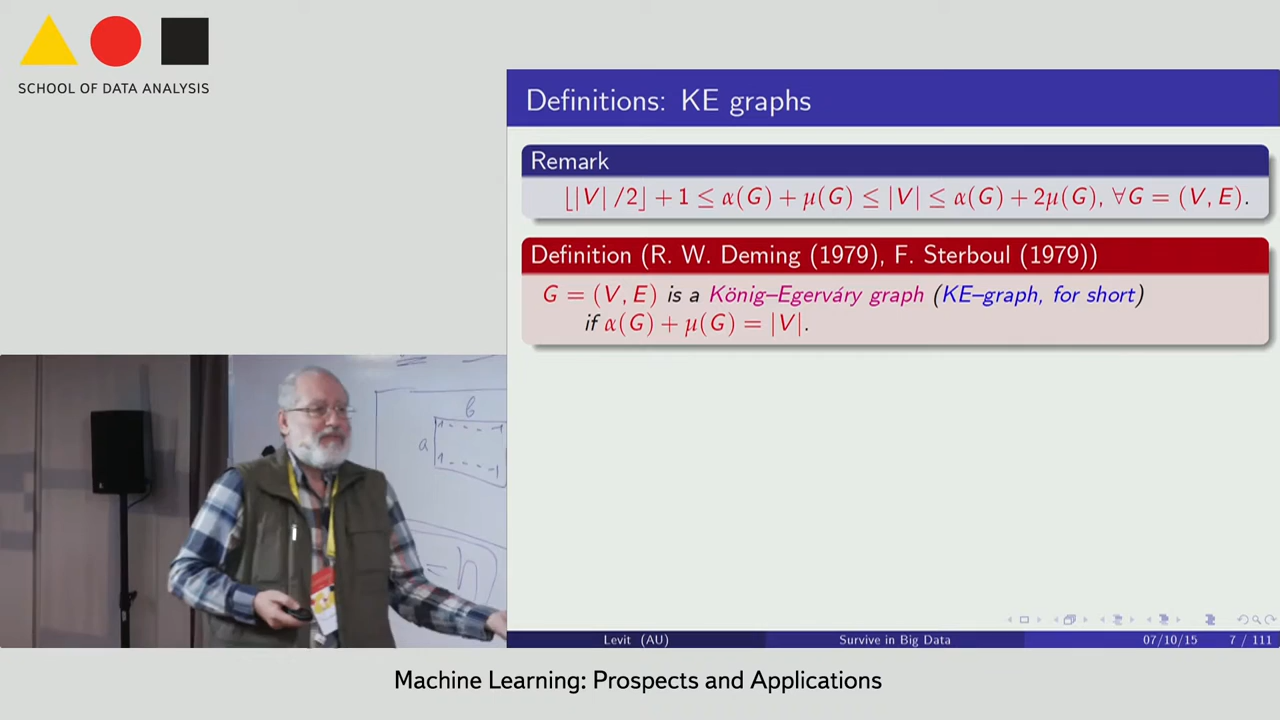 SCHOOL OF DATA ANALYSIS
Definitions: KE graphs
Remark
⌊|V| /2⌋ + 1 ≤ α(G) + μ(G) ≤ |V| ≤ α(G) + 2μ(G), ∀G = (V, E).
Definition (R. W. Deming (1979), F. Sterboul (1979))
G = (V, E) is a König–Egerváry graph (KE–graph, for short)
if α(G) + μ(G) = |V|.
b
a
= n
Levit (AU) Survive in Big Data 07/10/15 7 / 111
Machine Learning: Prospects and Applications